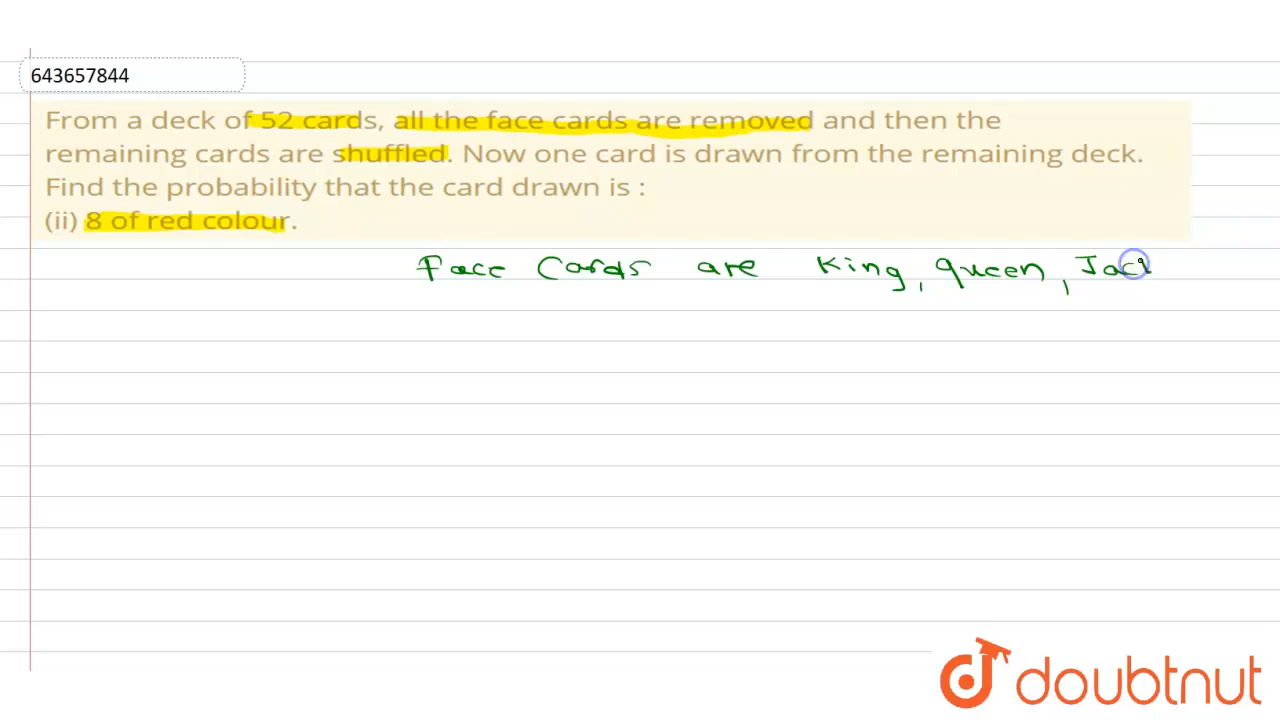 643657844
From a deck of 52 cards, all the face cards are removed and then the
remaining cards are shuffled. Now one card is drawn from the remaining deck.
Find the probability that the card drawn is :
(ii) 8 of red colour.
Face Cards are King, queen, Jack
doubtnut